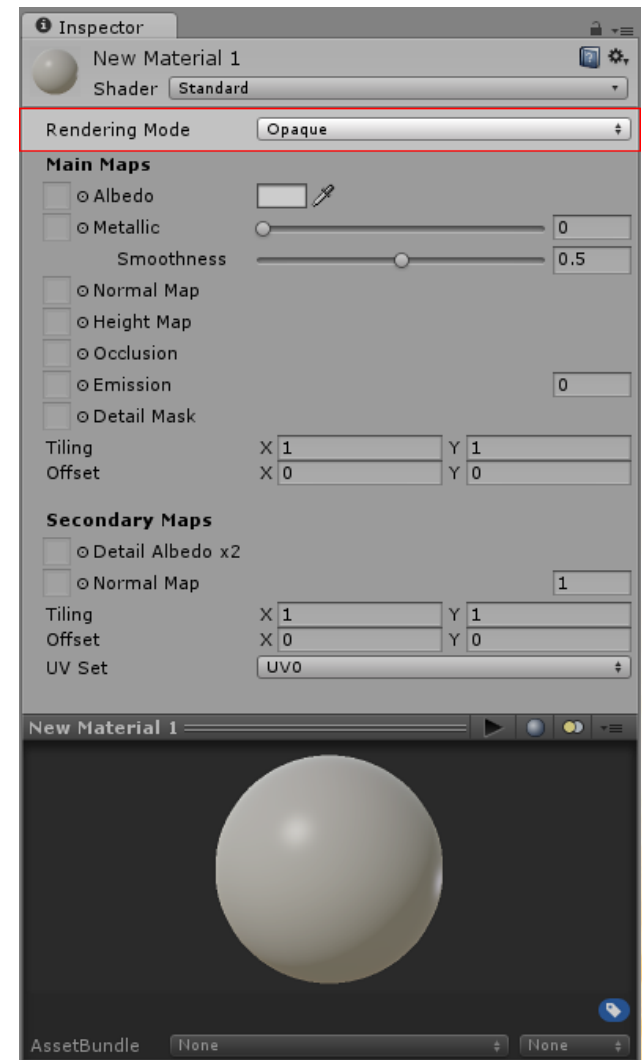 Inspector
New Material 1
Shader Standard
Rendering Mode Opaque
Main Maps
Albedo
Metallic 0
Smoothness 0.5
Normal Map
Height Map
Occlusion
Emission 0
Detail Mask
Tiling X 1 Y 1
Offset X 0 Y 0
Secondary Maps
Detail Albedo x2
Normal Map 1
Tiling X 1 Y 1
Offset X 0 Y 0
UV Set UV0
New Material 1
AssetBundle None None